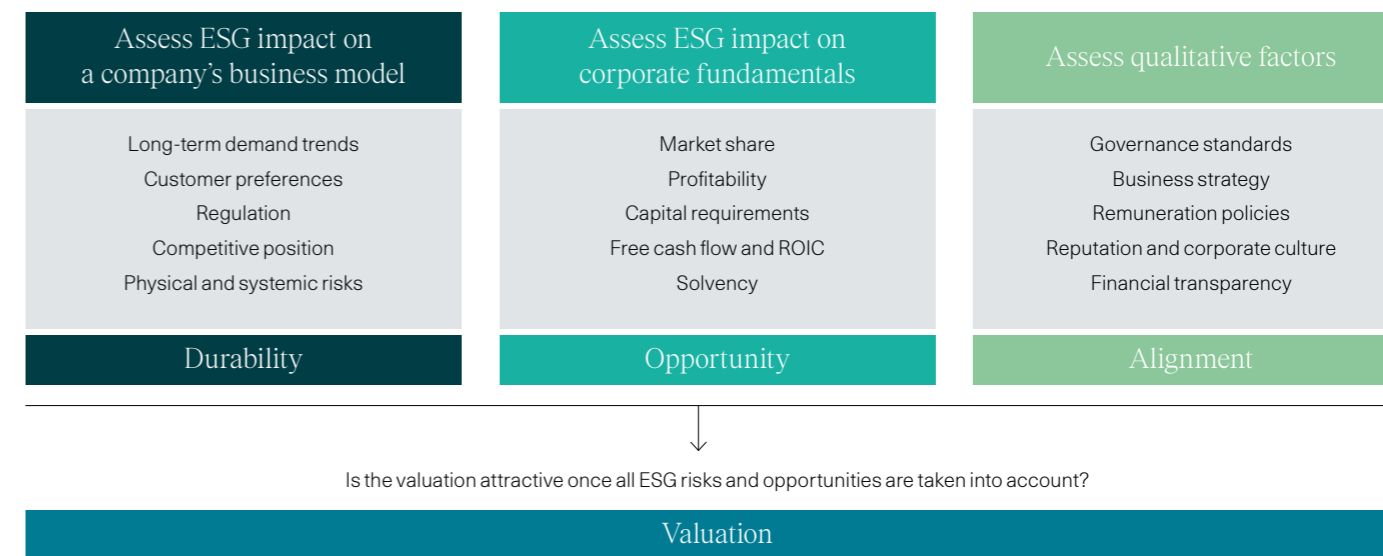 Assess ESG impact on
a company's business model
Long-term demand trends
Customer preferences
Regulation
Competitive position
Physical and systemic risks
Durability
Assess ESG impact on
corporate fundamentals
Market share
Profitability
Capital requirements
Free cash flow and ROIC
Solvency
Opportunity
Assess qualitative factors
Governance standards
Business strategy
Remuneration policies
Reputation and corporate culture
Financial transparency
Alignment
Is the valuation attractive once all ESG risks and opportunities are taken into account?
Valuation